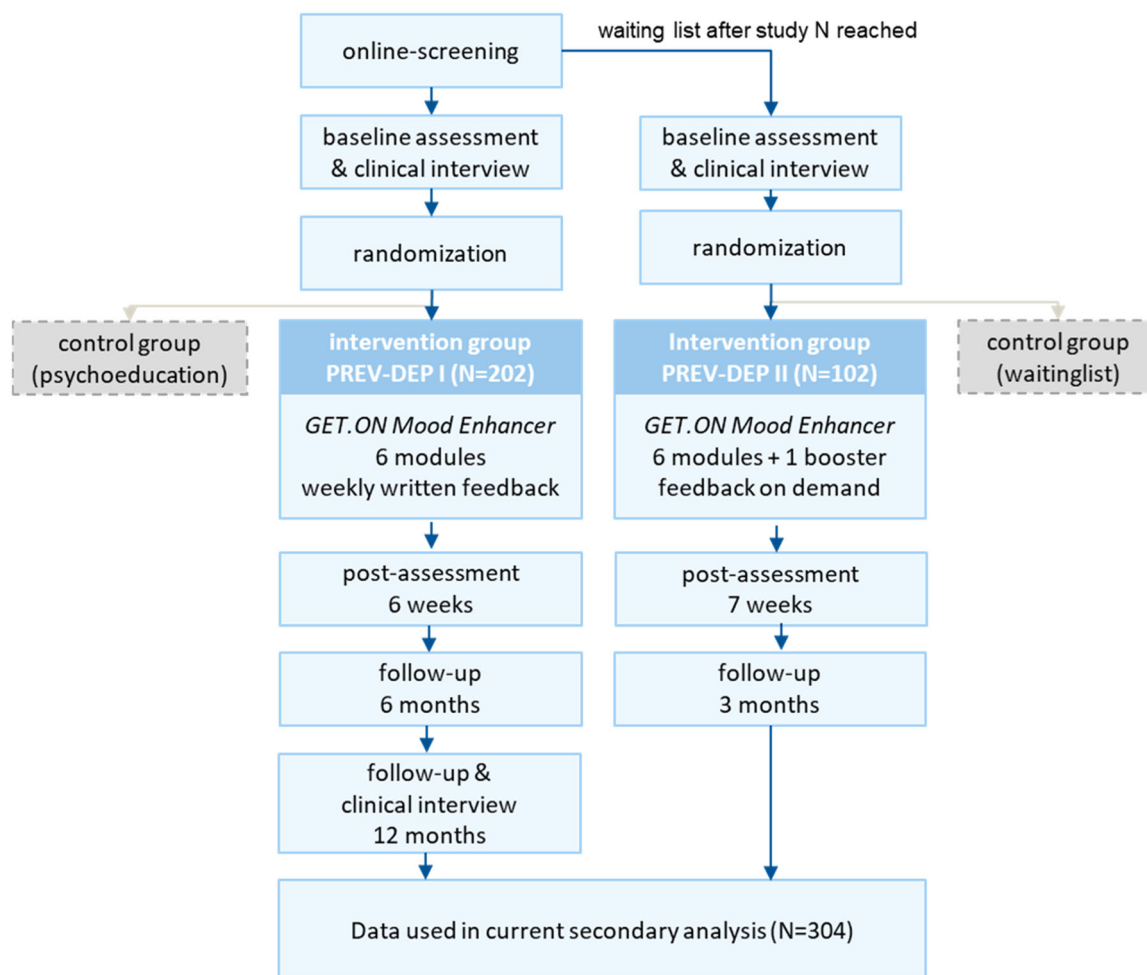 online-screening
waiting list after study N reached
baseline assessment
& clinical interview
baseline assessment
& clinical interview
randomization
randomization
control group
(psychoeducation)
intervention group
PREV-DEP I (N=202)
GET.ON Mood Enhancer
6 modules
weekly written feedback
Intervention group
PREV-DEP II (N=102)
GET.ON Mood Enhancer
6 modules + 1 booster
feedback on demand
control group
(waitinglist)
post-assessment
6 weeks
post-assessment
7 weeks
follow-up
6 months
follow-up
3 months
follow-up &
clinical interview
12 months
Data used in current secondary analysis (N=304)